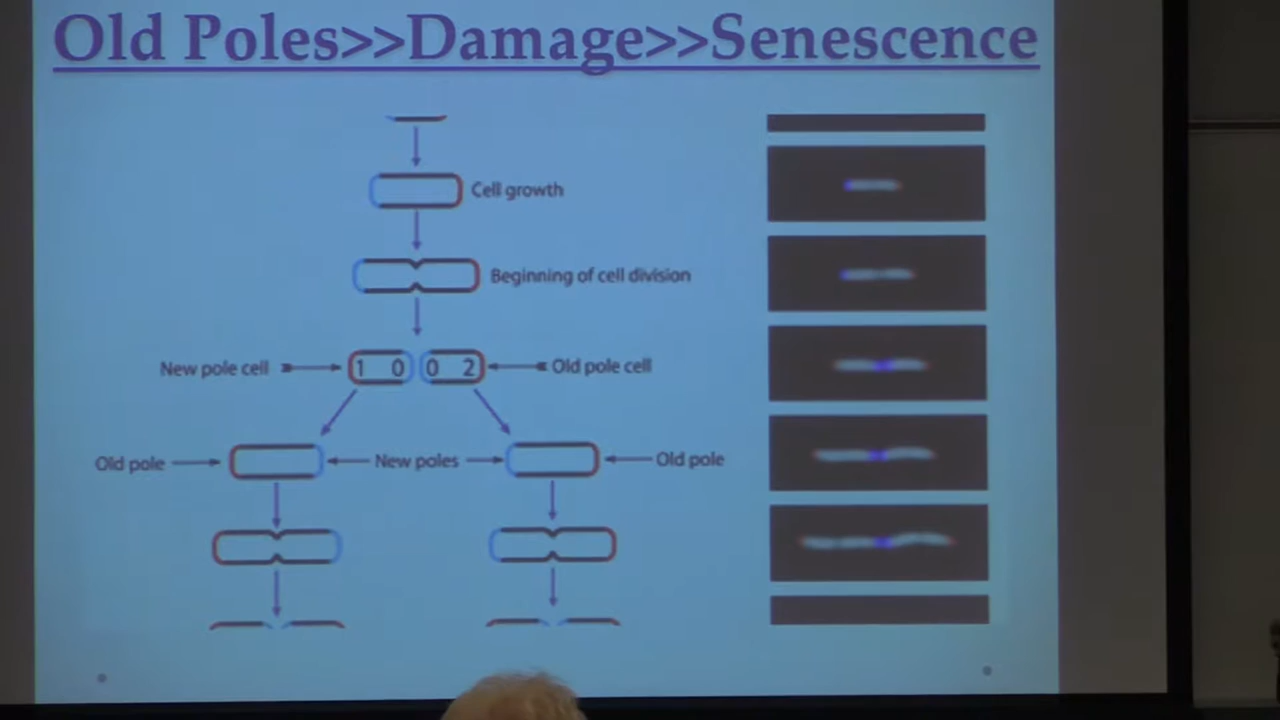 Old Poles>>Damage>>Senescence
Cell growth
Beginning of cell division
New pole cell
1 0
0 2
Old pole cell
Old pole
New poles
Old pole